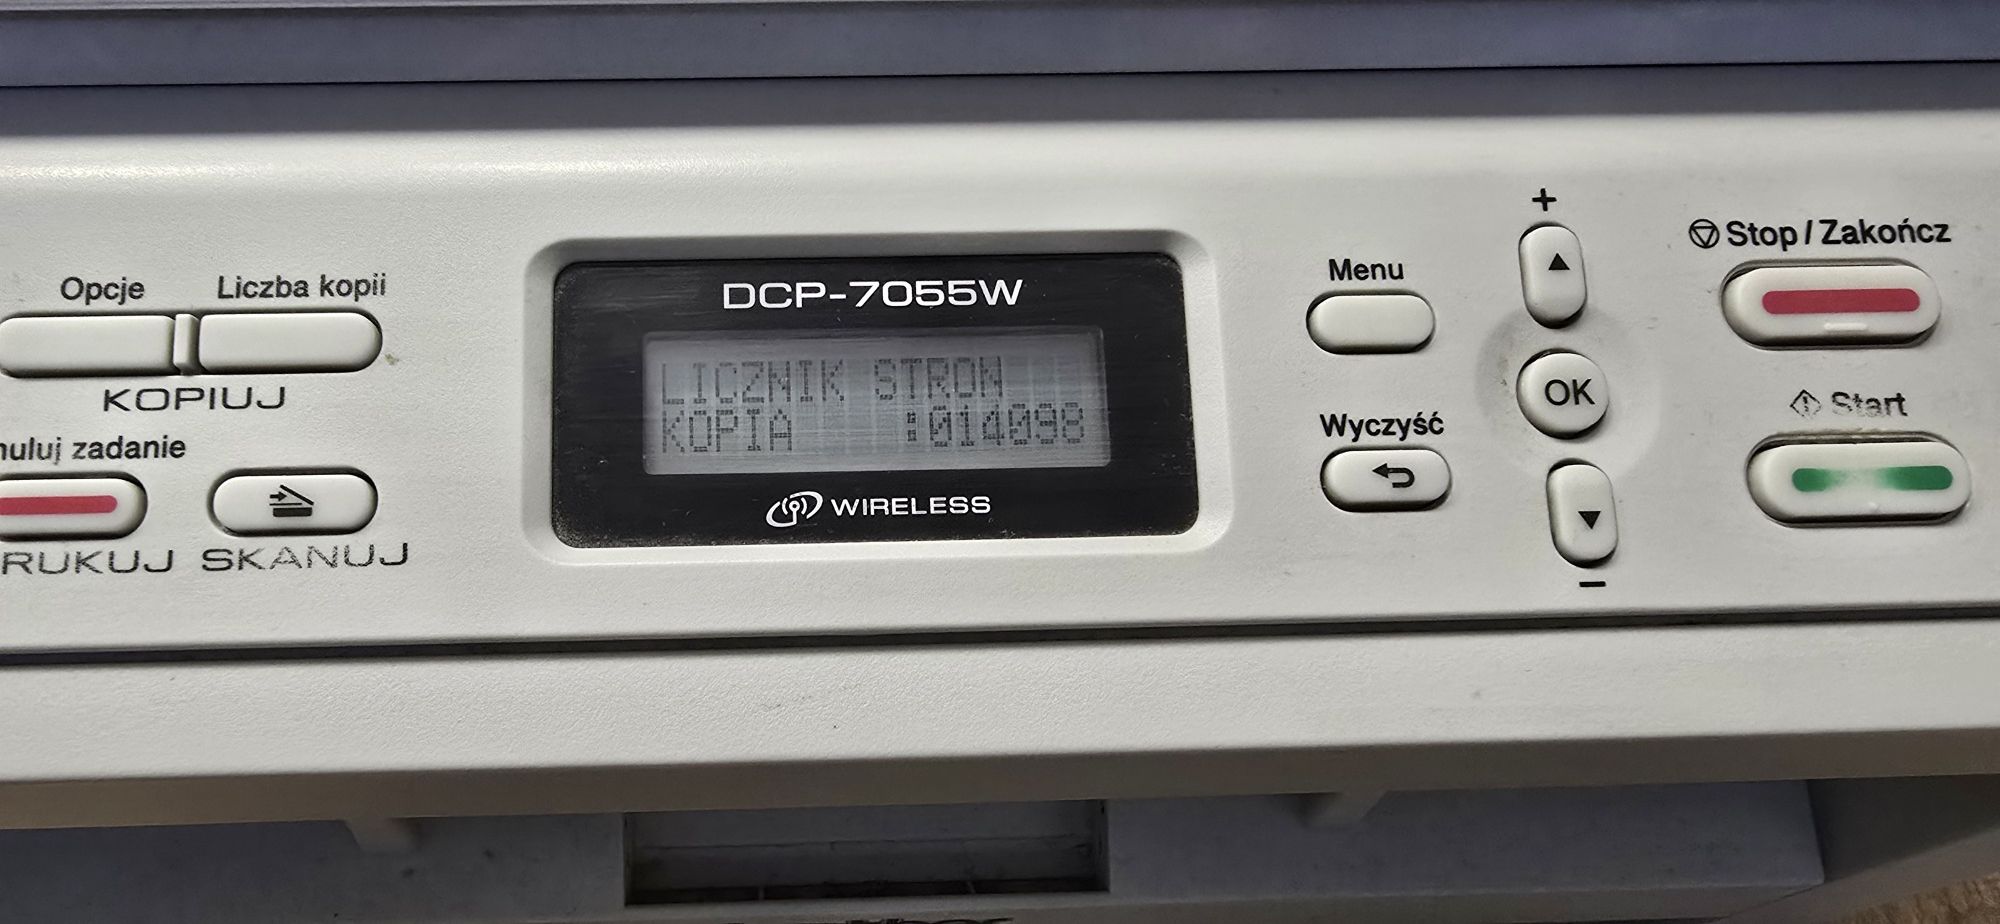 Opcje
Liczba kopii
KOPIUJ
nuluj zadanie
RUKUJ
SKANUJ
DCP-7055W
LICZNIK STRON
KOPIA :014098
WIRELESS
Menu
Wyczyść
+
OK
−
Stop / Zakończ
Start